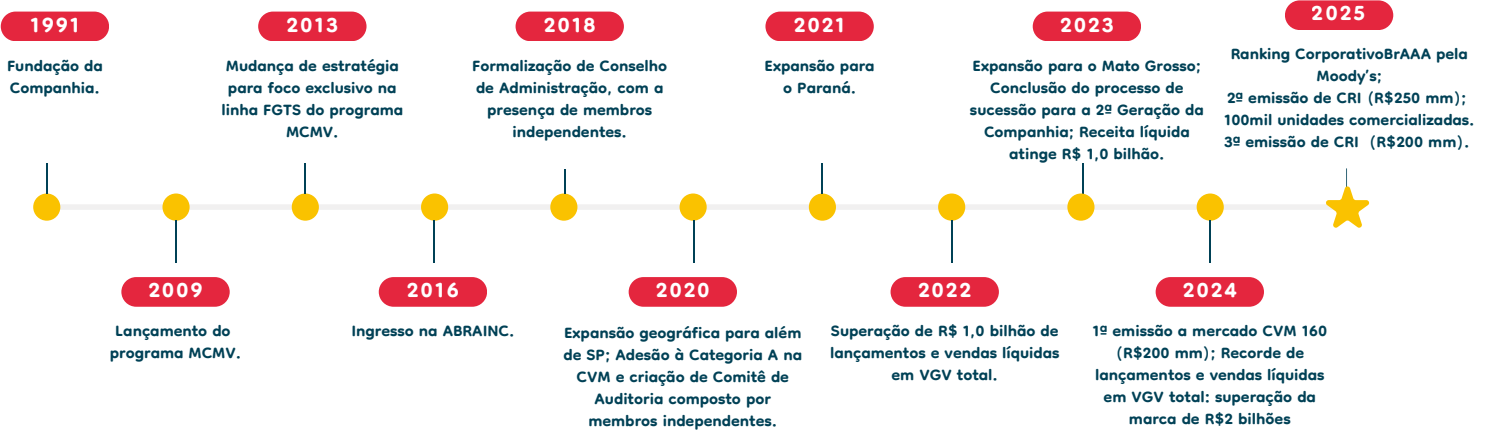 1991
Fundação da
Companhia.
2013
Mudança de estratégia
para foco exclusivo na
linha FGTS do programa
MCMV.
2018
Formalização de Conselho
de Administração, com a
presença de membros
independentes.
2021
Expansão para
o Paraná.
2023
Expansão para o Mato Grosso;
Conclusão do processo de
sucessão para a 2ª Geração da
Companhia; Receita líquida
atinge R$ 1,0 bilhão.
2025
Ranking CorporativoBrAAA pela
Moody's;
2ª emissão de CRI (R$250 mm);
100mil unidades comercializadas.
3ª emissão de CRI (R$200 mm).
2009
Lançamento do
programa MCMV.
2016
Ingresso na ABRAINC.
2020
Expansão geográfica para além
de SP; Adesão à Categoria A na
CVM e criação de Comitê de
Auditoria composto por
membros independentes.
2022
Superação de R$ 1,0 bilhão de
lançamentos e vendas líquidas
em VGV total.
2024
1ª emissão a mercado CVM 160
(R$200 mm); Recorde de
lançamentos e vendas líquidas
em VGV total: superação da
marca de R$2 bilhões